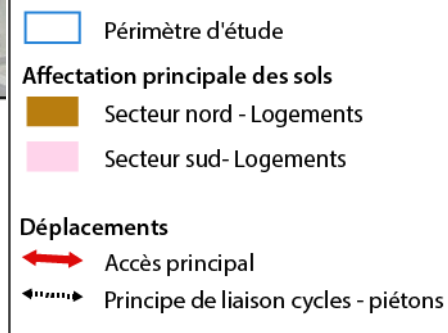 Périmètre d'étude
Affectation principale des sols
Secteur nord - Logements
Secteur sud- Logements
Déplacements
Accès principal
Principe de liaison cycles - piétons